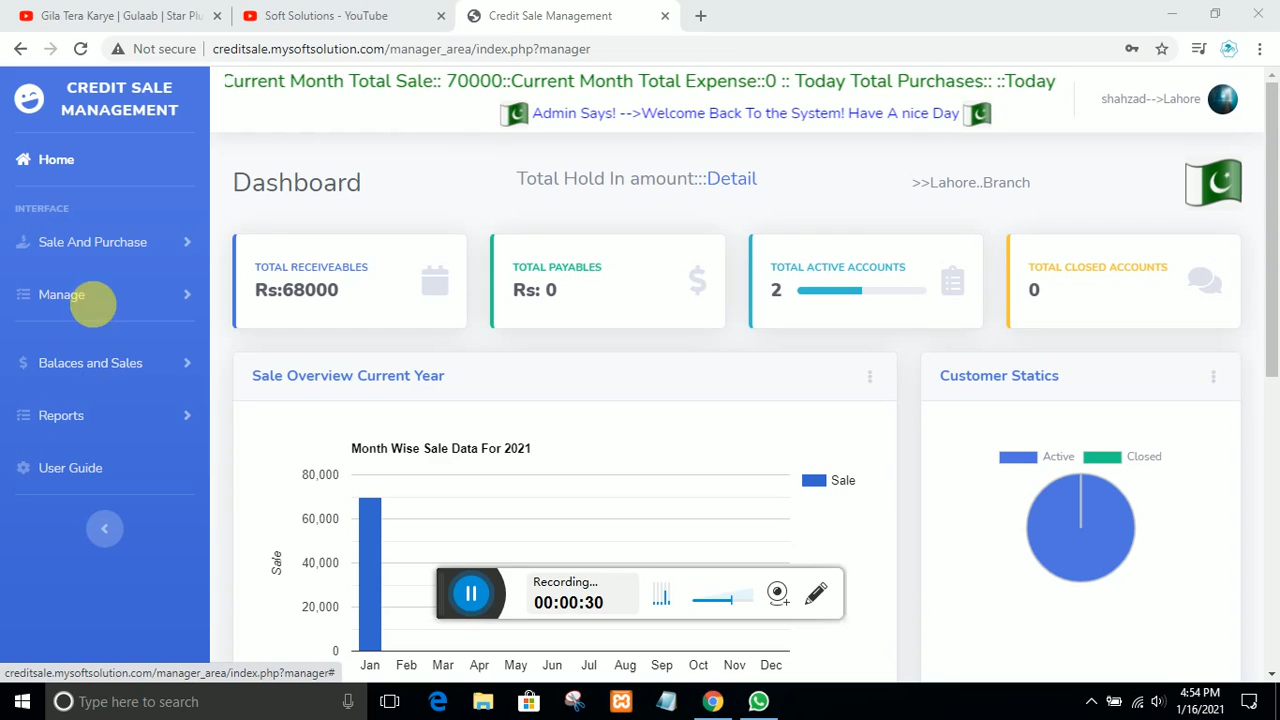 Gila Tera Karye | Gulaab | Star Plu
Soft Solutions - YouTube
Credit Sale Management
Not secure
creditsale.mysoftsolution.com/manager_area/index.php?manager
CREDIT SALE
MANAGEMENT
Current Month Total Sale:: 70000::Current Month Total Expense::0 :: Today Total Purchases:: ::Today
Admin Says! -->Welcome Back To the System! Have A nice Day
shahzad-->Lahore
Home
INTERFACE
Sale And Purchase
Manage
Balaces and Sales
Reports
User Guide
Dashboard
Total Hold In amount:::Detail
>>Lahore..Branch
TOTAL RECEIVEABLES
Rs:68000
TOTAL PAYABLES
Rs: 0
TOTAL ACTIVE ACCOUNTS
2
TOTAL CLOSED ACCOUNTS
0
Sale Overview Current Year
Customer Statics
Month Wise Sale Data For 2021
80,000
60,000
40,000
20,000
0
Sale
Sale
Jan Feb Mar Apr May Jun Jul Aug Sep Oct Nov Dec
Active
Closed
Recording...
00:00:30
creditsale.mysoftsolution.com/manager_area/index.php?manager#
Type here to search
4:54 PM
1/16/2021